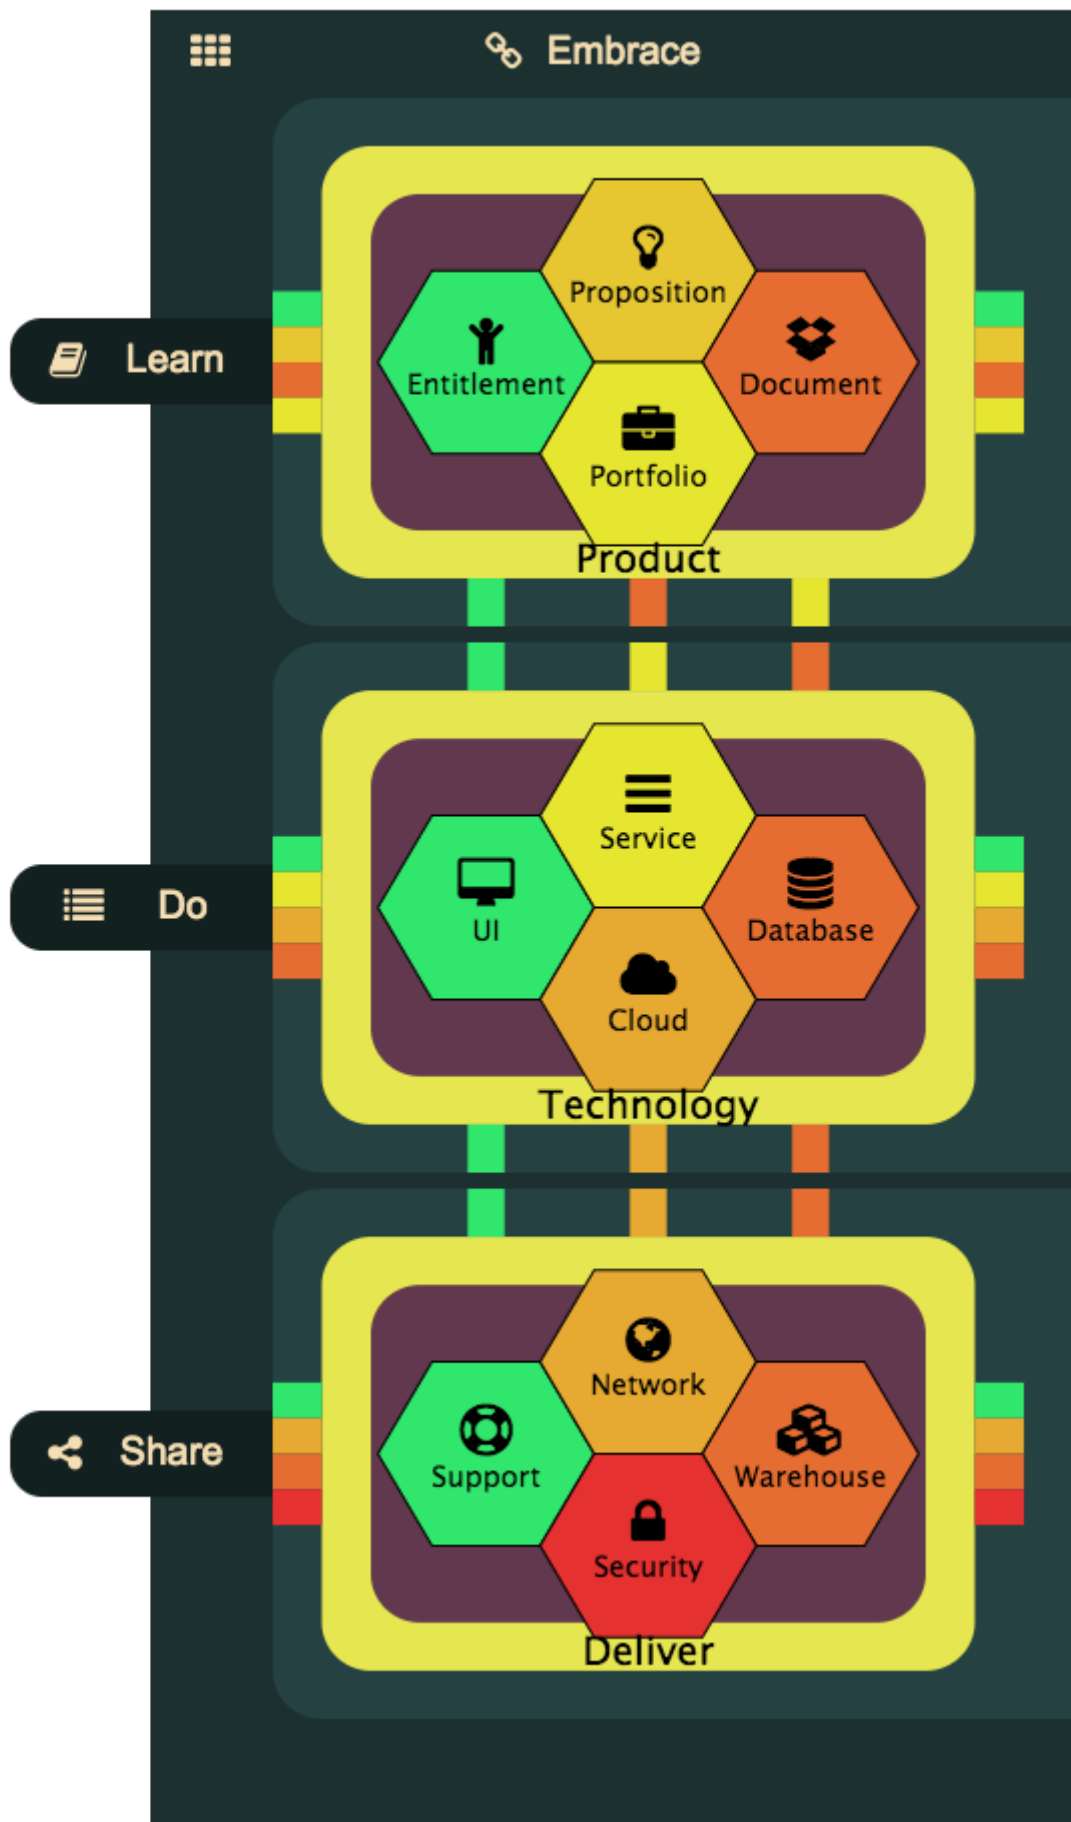 Embrace
Learn
Proposition
Entitlement
Document
Portfolio
Product
Do
Service
UI
Database
Cloud
Technology
Share
Network
Support
Warehouse
Security
Deliver